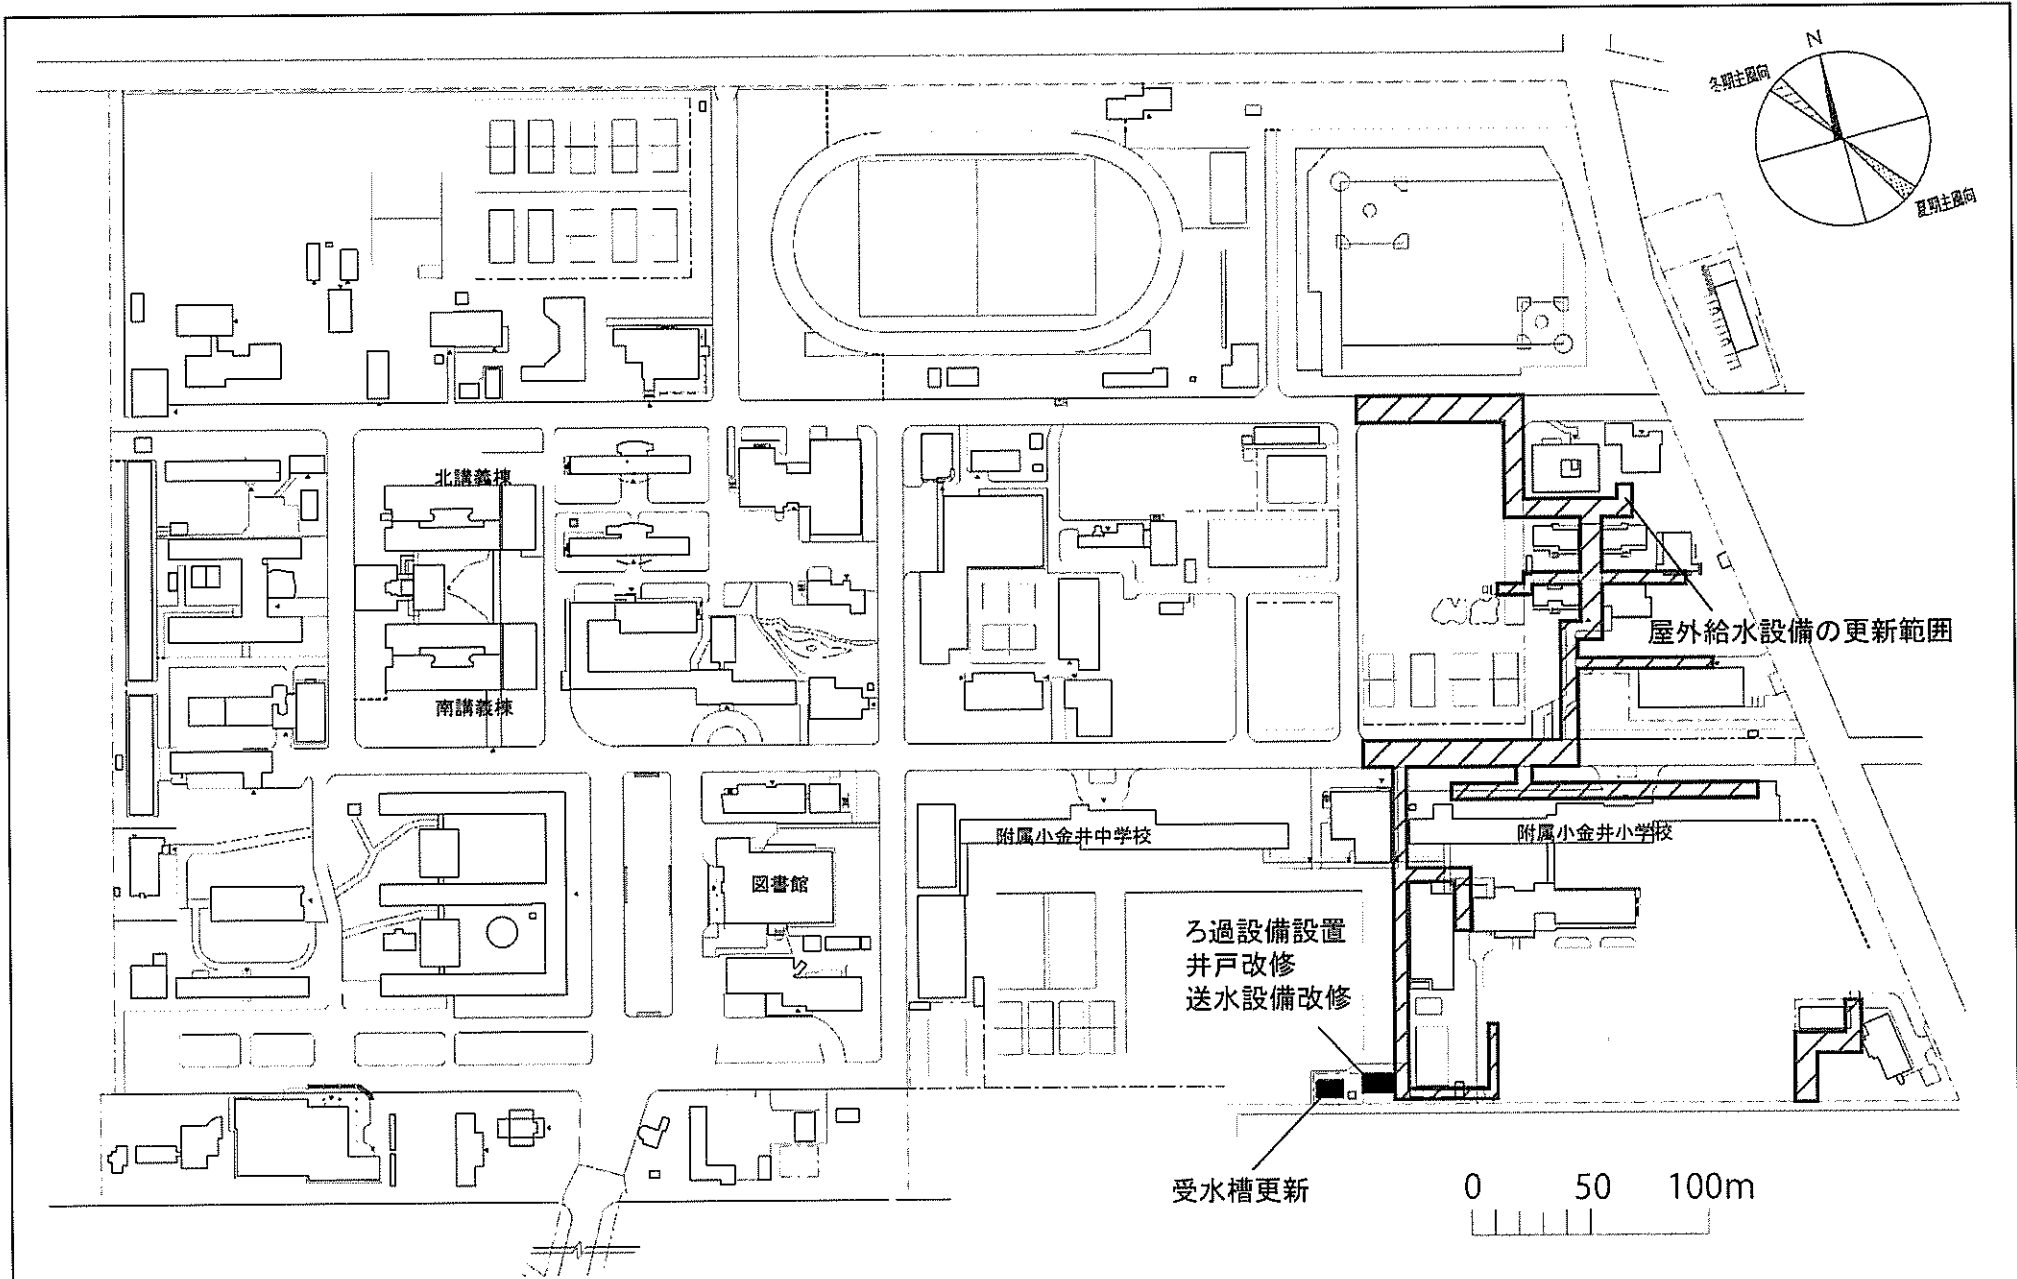 N
冬期主風向
夏期主風向
北講義棟
南講義棟
屋外給水設備の更新範囲
附属小金井中学校
附属小金井小学校
図書館
ろ過設備設置
井戸改修
送水設備改修
受水槽更新
0 50 100m